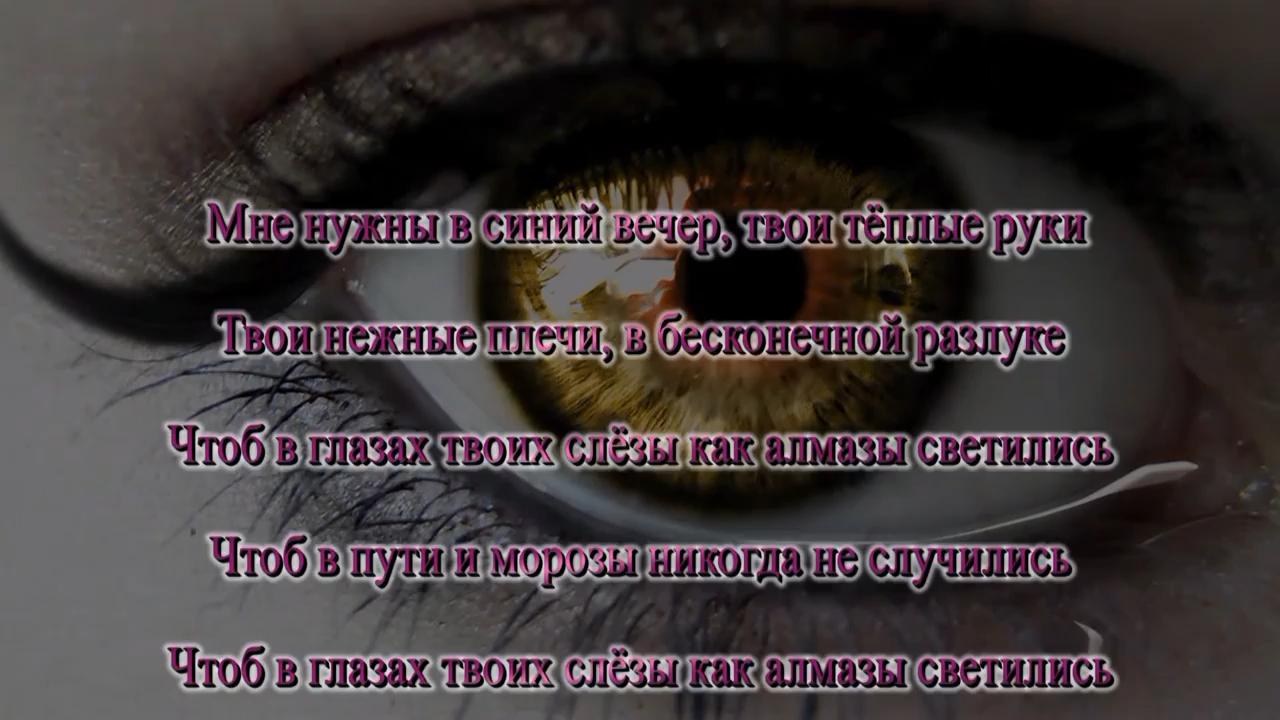 Мне нужны в синий вечер, твои тёплые руки
Твои нежные плечи, в бесконечной разлуке
Чтоб в глазах твоих слёзы как алмазы светились
Чтоб в пути и морозы никогда не случились
Чтоб в глазах твоих слёзы как алмазы светились